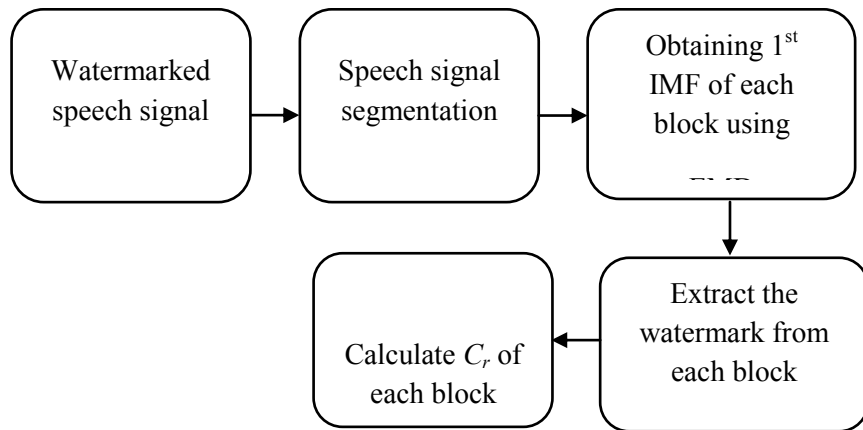 Watermarked
speech signal
Speech signal
segmentation
Obtaining 1st
IMF of each
block using
Extract the
watermark from
each block
Calculate Cr of
each block